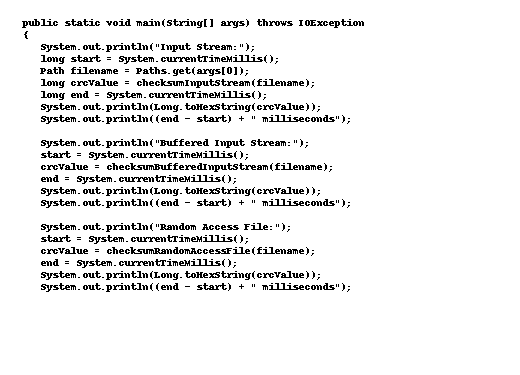 public static void main(String[] args) throws IOException
{
System.out.println("Input Stream:");
long start = System.currentTimeMillis();
Path filename = Paths.get(args[0]);
long crcValue = checksumInputStream(filename);
long end = System.currentTimeMillis();
System.out.println(Long.toHexString(crcValue));
System.out.println((end - start) + " milliseconds");
System.out.println("Buffered Input Stream:");
start = System.currentTimeMillis();
crcValue = checksumBufferedInputStream(filename);
end = System.currentTimeMillis();
System.out.println(Long.toHexString(crcValue));
System.out.println((end - start) + " milliseconds");
System.out.println("Random Access File:");
start = System.currentTimeMillis();
crcValue = checksumRandomAccessFile(filename);
end = System.currentTimeMillis();
System.out.println(Long.toHexString(crcValue));
System.out.println((end - start) + " milliseconds");